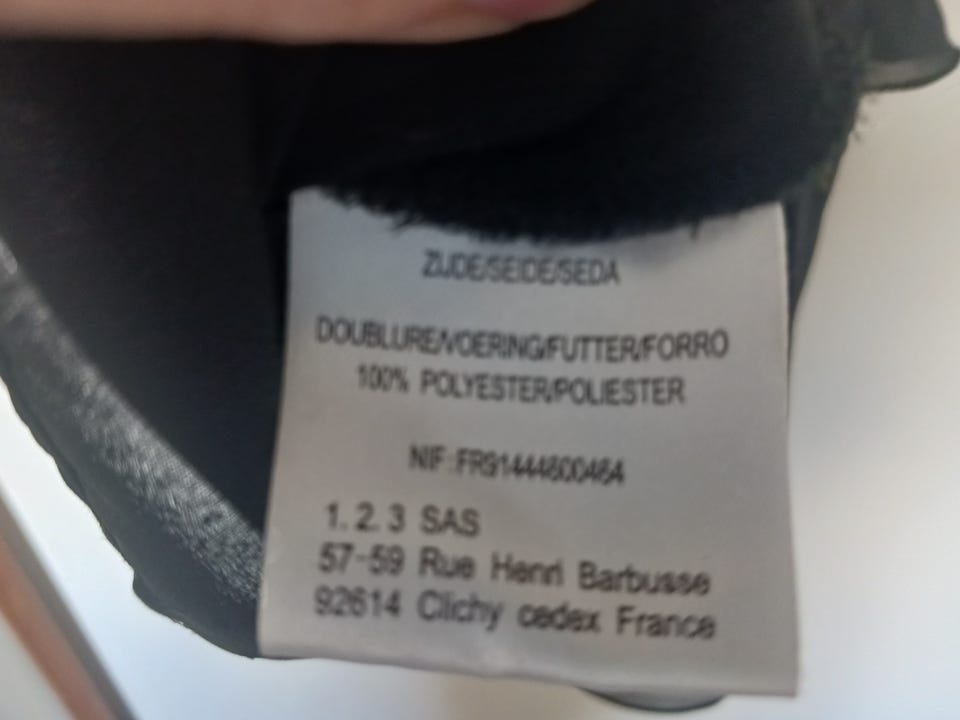 ZIJDE/SEIDE/SEDA
DOUBLURE/VOERING/FUTTER/FORRO
100% POLYESTER/POLIESTER
NIF:FR91444600464
1. 2. 3 SAS
57-59 Rue Henri Barbusse
92614 Clichy cedex France